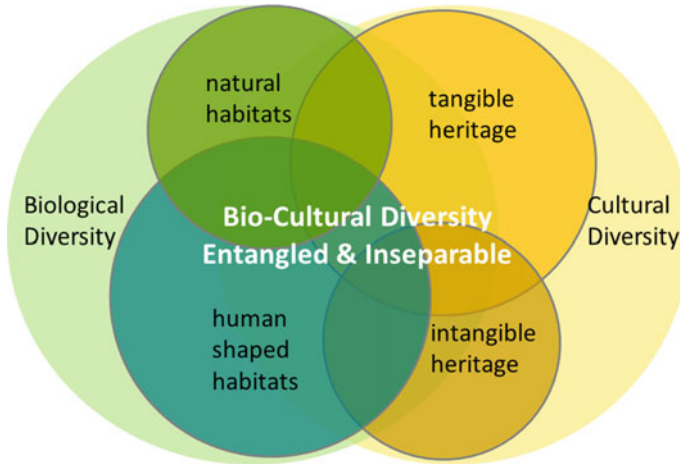 natural
habitats
tangible
heritage
Biological
Diversity
Bio-Cultural Diversity
Entangled & Inseparable
Cultural
Diversity
human
shaped
habitats
intangible
heritage